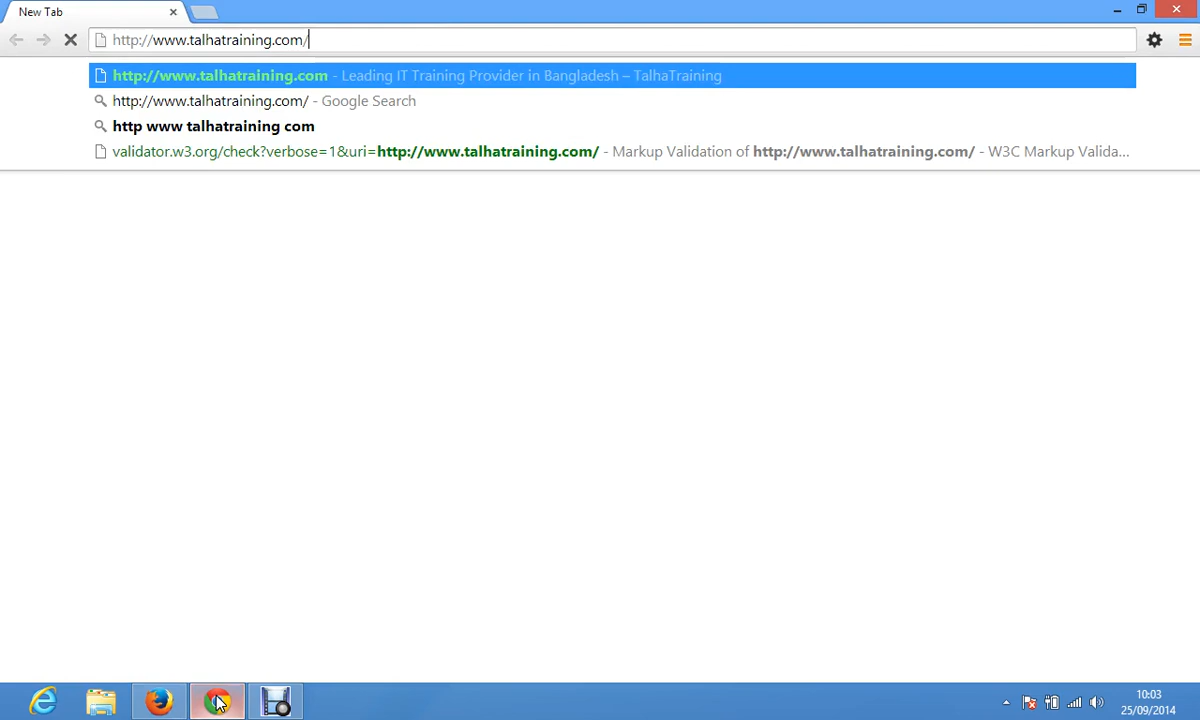 New Tab
http://www.talhatraining.com/
http://www.talhatraining.com - Leading IT Training Provider in Bangladesh – TalhaTraining
http://www.talhatraining.com/ - Google Search
http www talhatraining com
validator.w3.org/check?verbose=1&uri=http://www.talhatraining.com/ - Markup Validation of http://www.talhatraining.com/ - W3C Markup Valida...
10:03
25/09/2014